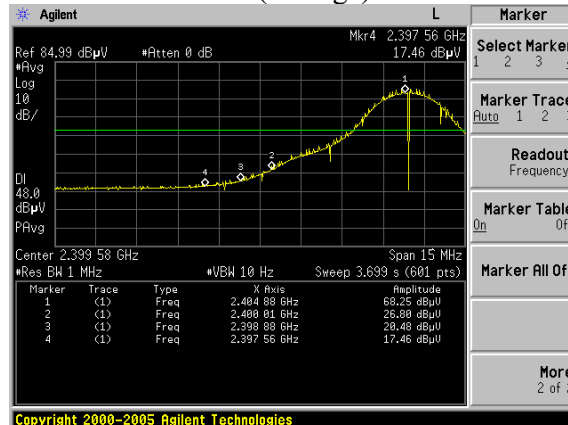 Agilent
L
Marker
Mkr4 2.397 56 GHz
Ref 84.99 dBµV #Atten 0 dB 17.46 dBµV
#Avg
Log
10
dB/
1
2
3
4
DI
48.0
dBµV
PAvg
Center 2.399 58 GHz Span 15 MHz
#Res BW 1 MHz #VBW 10 Hz Sweep 3.699 s (601 pts)
Marker Trace Type X Axis Amplitude
1 (1) Freq 2.404 88 GHz 68.25 dBµV
2 (1) Freq 2.400 01 GHz 26.80 dBµV
3 (1) Freq 2.398 88 GHz 20.48 dBµV
4 (1) Freq 2.397 56 GHz 17.46 dBµV
Select Marker
1 2 3
Marker Trace
Auto 1 2
Readout
Frequency
Marker Table
On Of
Marker All Of
More
2 of
Copyright 2000-2005 Agilent Technologies